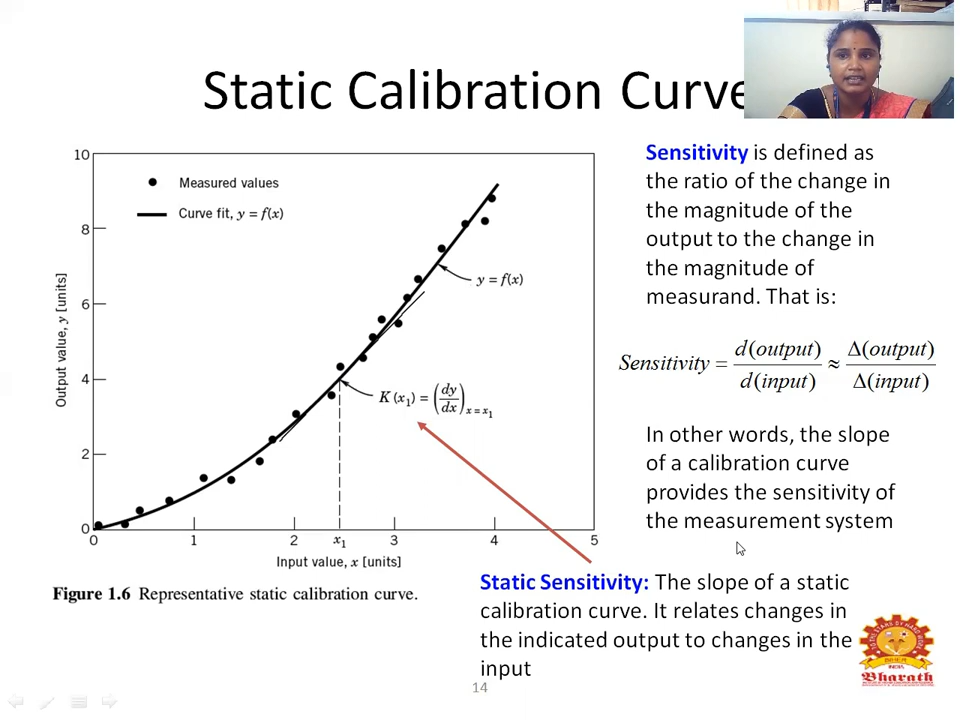 Static Calibration Curve
Sensitivity is defined as
the ratio of the change in
the magnitude of the
output to the change in
the magnitude of
measurand. That is:
Sensitivity = d(output) / d(input) ≈ Δ(output) / Δ(input)
In other words, the slope
of a calibration curve
provides the sensitivity of
the measurement system
10
8
6
4
2
0
Output value, y [units]
Measured values
Curve fit, y = f(x)
y = f(x)
K(x₁) = (dy/dx) x = x₁
0 1 2 x₁ 3 4 5
Input value, x [units]
Figure 1.6 Representative static calibration curve.
Static Sensitivity: The slope of a static
calibration curve. It relates changes in
the indicated output to changes in the
input
14
Bharath